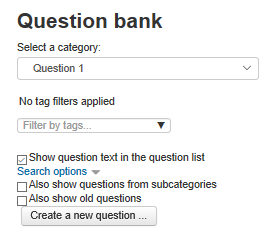 Question bank
Select a category:
Question 1
No tag filters applied
Filter by tags...
Show question text in the question list
Search options
Also show questions from subcategories
Also show old questions
Create a new question ...